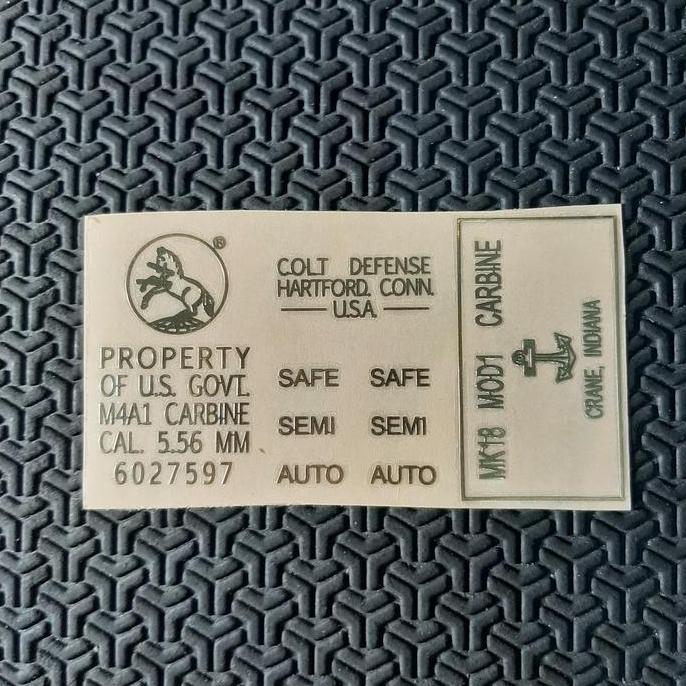 ®
PROPERTY
OF U.S. GOVT.
M4A1 CARBINE
CAL. 5.56 MM
6027597
COLT DEFENSE
HARTFORD. CONN.
U.S.A.
SAFE SAFE
SEMI SEMI
AUTO AUTO
MK18 MOD1 CARBINE
CRANE, INDIANA